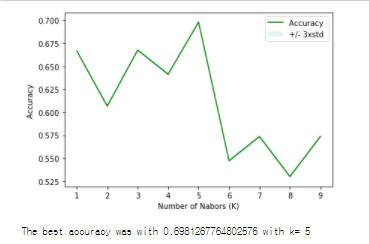 0.700
0.675
0.650
0.625
0.600
0.575
0.550
0.525
Accuracy
Accuracy
+/- 3xstd
1 2 3 4 5 6 7 8 9
Number of Nabors (K)
The best accuracy was with 0.6981267764802576 with k= 5